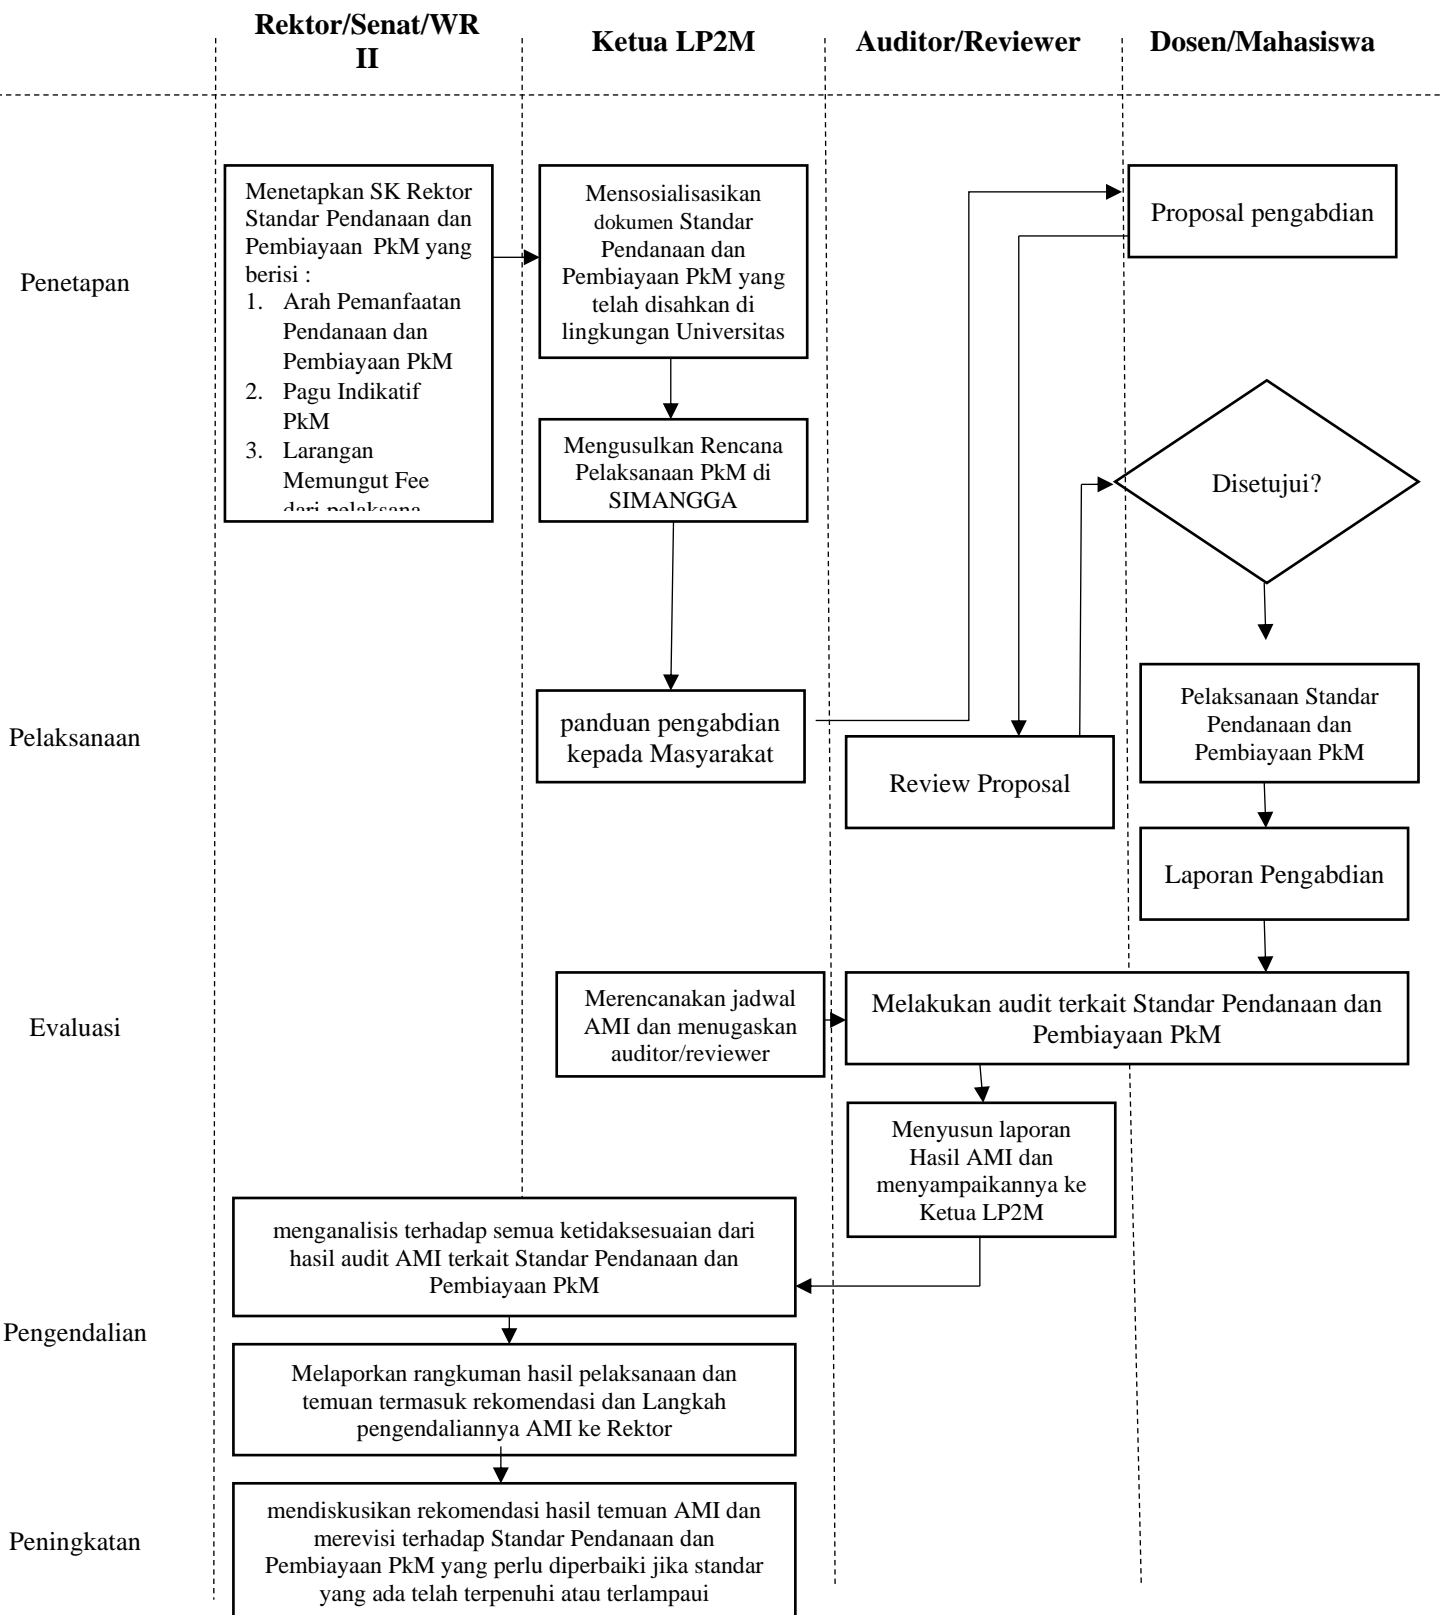 Rektor/Senat/WR
II
Ketua LP2M
Auditor/Reviewer
Dosen/Mahasiswa
Penetapan
Menetapkan SK Rektor
Standar Pendanaan dan
Pembiayaan PkM yang
berisi :
1. Arah Pemanfaatan
Pendanaan dan
Pembiayaan PkM
2. Pagu Indikatif
PkM
3. Larangan
Memungut Fee
dari pelaksana
Mensosialisasikan
dokumen Standar
Pendanaan dan
Pembiayaan PkM yang
telah disahkan di
lingkungan Universitas
Proposal pengabdian
Mengusulkan Rencana
Pelaksanaan PkM di
SIMANGGA
Disetujui?
Pelaksanaan
panduan pengabdian
kepada Masyarakat
Review Proposal
Pelaksanaan Standar
Pendanaan dan
Pembiayaan PkM
Laporan Pengabdian
Evaluasi
Merencanakan jadwal
AMI dan menugaskan
auditor/reviewer
Melakukan audit terkait Standar Pendanaan dan
Pembiayaan PkM
Menyusun laporan
Hasil AMI dan
menyampaikannya ke
Ketua LP2M
Pengendalian
menganalisis terhadap semua ketidaksesuaian dari
hasil audit AMI terkait Standar Pendanaan dan
Pembiayaan PkM
Melaporkan rangkuman hasil pelaksanaan dan
temuan termasuk rekomendasi dan Langkah
pengendaliannya AMI ke Rektor
Peningkatan
mendiskusikan rekomendasi hasil temuan AMI dan
merevisi terhadap Standar Pendanaan dan
Pembiayaan PkM yang perlu diperbaiki jika standar
yang ada telah terpenuhi atau terlampaui